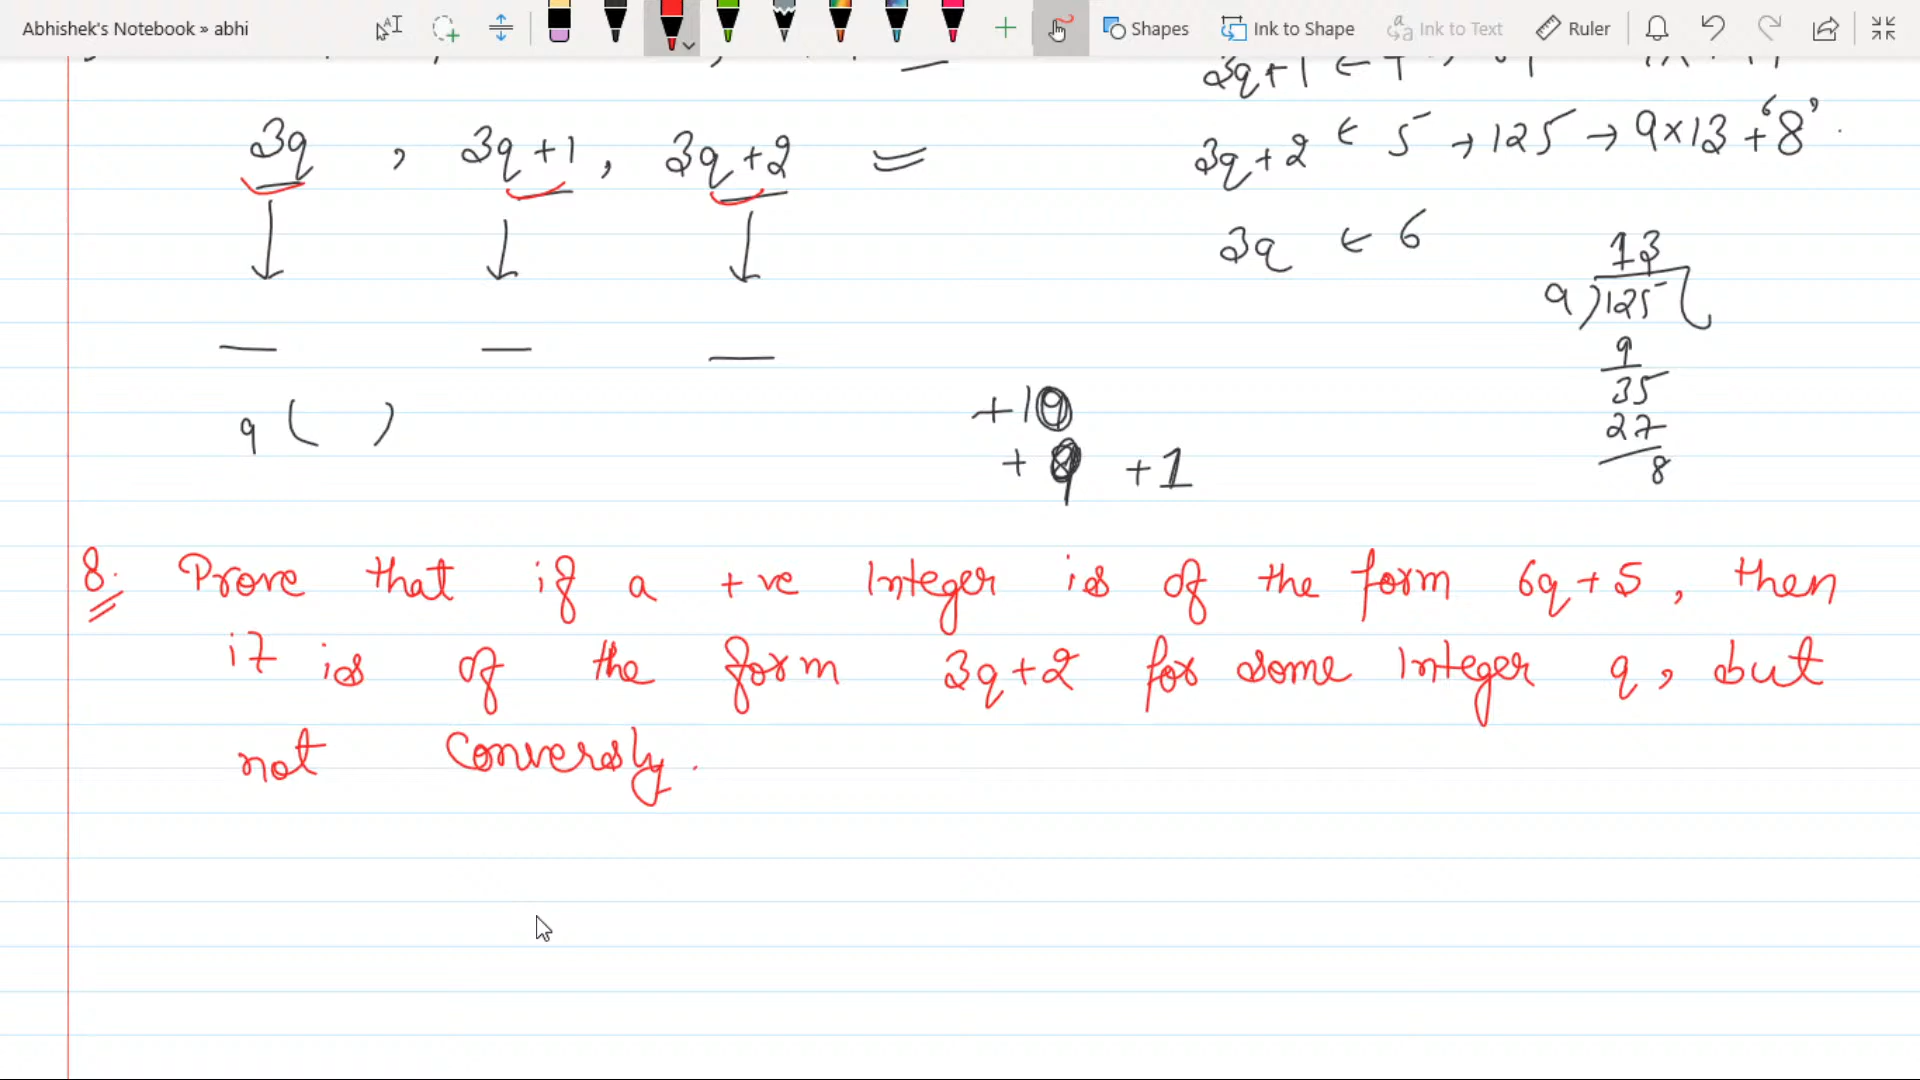 Abhishek's Notebook » abhi
Shapes Ink to Shape Ink to Text Ruler
3q+1 ←
3q , 3q+1 , 3q+2 =
3q+2 ← 5 → 125 → 9×13 + 8
3q ← 6
13
9)125(
9
35
27
8
9 ( )
+10
+ 9 +1
8. Prove that if a +ve Integer is of the form 6q+5, then
it is of the form 3q+2 for some Integer q, but
not Conversly.